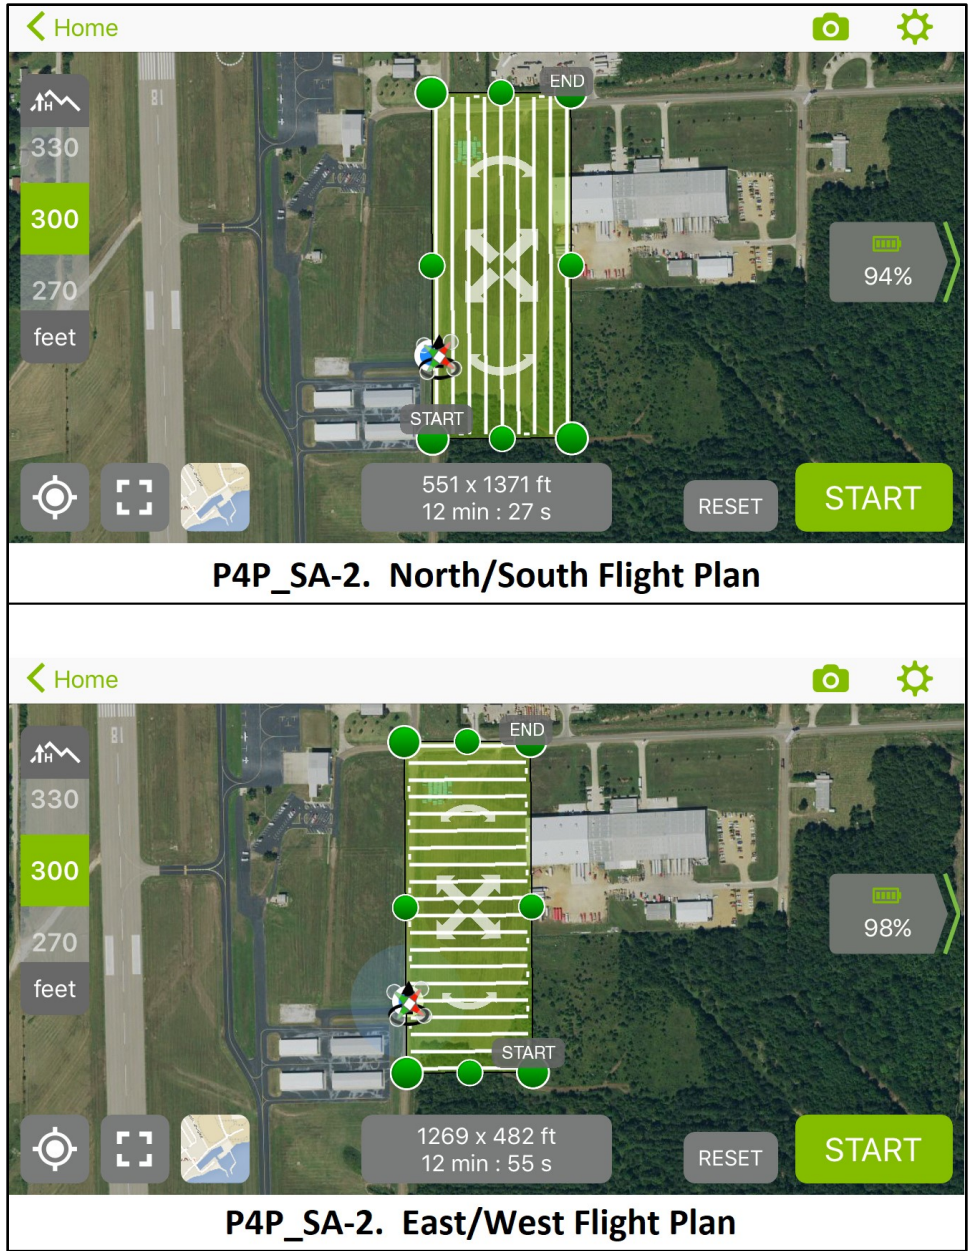 Home
END
330
300
270
feet
94%
START
551 x 1371 ft
12 min : 27 s
RESET
START
P4P_SA-2.  North/South Flight Plan
Home
END
330
300
270
feet
98%
START
1269 x 482 ft
12 min : 55 s
RESET
START
P4P_SA-2.  East/West Flight Plan